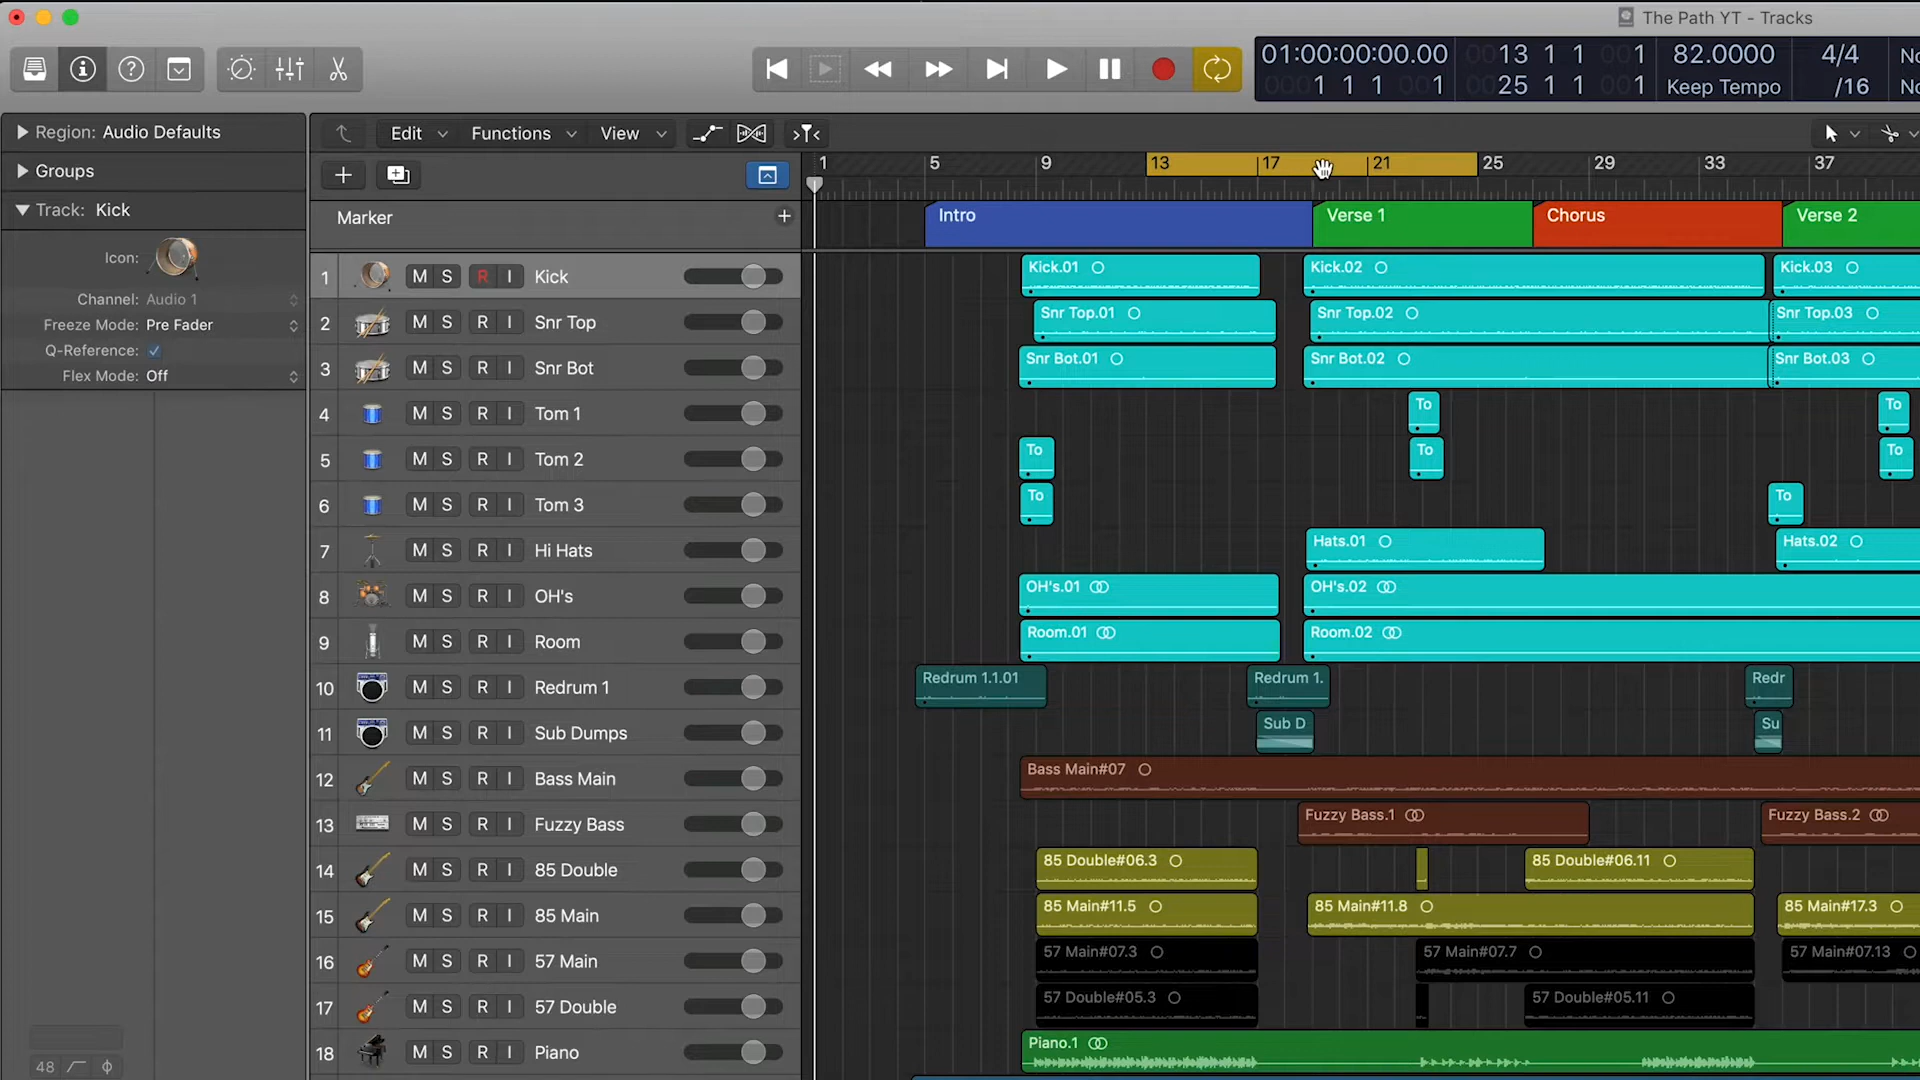 The Path YT - Tracks
01:00:00:00.00
1 1 1 1
0013 1 1 001
25 1 1 1
82.0000
Keep Tempo
4/4
/16
No
No
Region: Audio Defaults
Groups
Track: Kick
Icon:
Channel: Audio 1
Freeze Mode: Pre Fader
Q-Reference:
Flex Mode: Off
48
Edit
Functions
View
1 5 9 13 17 21 25 29 33 37
Marker
Intro
Verse 1
Chorus
Verse 2
1 M S R I Kick
Kick.01
Kick.02
Kick.03
2 M S R I Snr Top
Snr Top.01
Snr Top.02
Snr Top.03
3 M S R I Snr Bot
Snr Bot.01
Snr Bot.02
Snr Bot.03
4 M S R I Tom 1
To
To
5 M S R I Tom 2
To
To
To
6 M S R I Tom 3
To
To
7 M S R I Hi Hats
Hats.01
Hats.02
8 M S R I OH's
OH's.01
OH's.02
9 M S R I Room
Room.01
Room.02
10 M S R I Redrum 1
Redrum 1.1.01
Redrum 1.
Redr
11 M S R I Sub Dumps
Sub D
Su
12 M S R I Bass Main
Bass Main#07
13 M S R I Fuzzy Bass
Fuzzy Bass.1
Fuzzy Bass.2
14 M S R I 85 Double
85 Double#06.3
85 Double#06.11
15 M S R I 85 Main
85 Main#11.5
85 Main#11.8
85 Main#17.3
16 M S R I 57 Main
57 Main#07.3
57 Main#07.7
57 Main#07.13
17 M S R I 57 Double
57 Double#05.3
57 Double#05.11
18 M S R I Piano
Piano.1